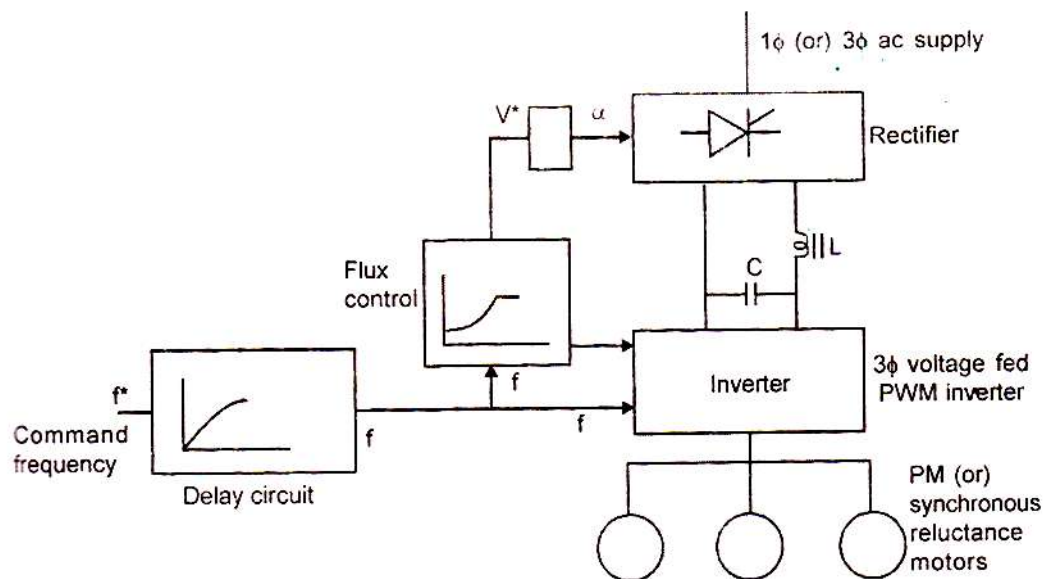 1ϕ (or) 3ϕ ac supply
V*
α
Rectifier
L
C
Flux
control
f
Inverter
3ϕ voltage fed
PWM inverter
f*
Command
frequency
f
f
Delay circuit
PM (or)
synchronous
reluctance
motors